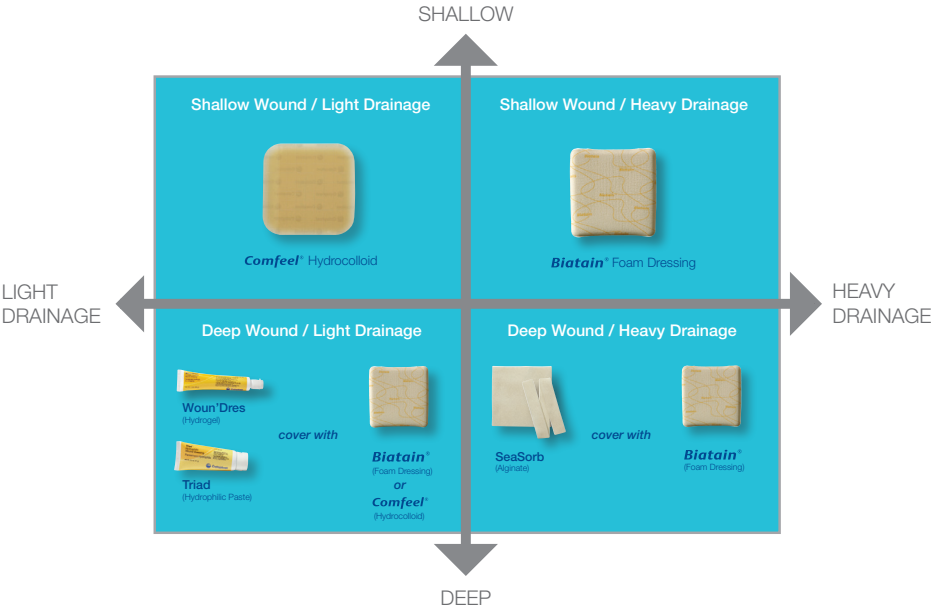 SHALLOW
Shallow Wound / Light Drainage
Shallow Wound / Heavy Drainage
Comfeel® Hydrocolloid
Biatain® Foam Dressing
LIGHT
DRAINAGE
HEAVY
DRAINAGE
Deep Wound / Light Drainage
Woun'Dres
(Hydrogel)
Triad
(Hydrophilic Paste)
cover with
Biatain®
(Foam Dressing)
or
Comfeel®
(Hydrocolloid)
Deep Wound / Heavy Drainage
SeaSorb
(Alginate)
cover with
Biatain®
(Foam Dressing)
DEEP